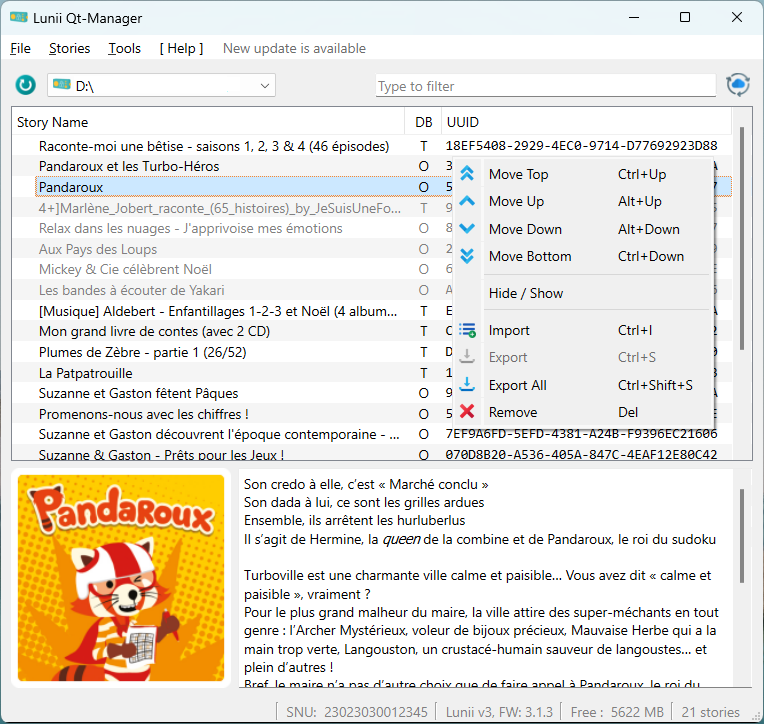 Lunii Qt-Manager
File Stories Tools [ Help ] New update is available
D:\ Type to filter
Story Name DB UUID
Raconte-moi une bêtise - saisons 1, 2, 3 & 4 (46 épisodes) T 18EF5408-2929-4EC0-9714-D77692923D88
Pandaroux et les Turbo-Héros O 3
Pandaroux O 5 7
4+]Marlène_Jobert_raconte_(65_histoires)_by_JeSuisUneFo... T 9
Relax dans les nuages - J'apprivoise mes émotions O 8
Aux Pays des Loups O 2
Mickey & Cie célèbrent Noël O 6
Les bandes à écouter de Yakari O A
[Musique] Aldebert - Enfantillages 1-2-3 et Noël (4 album... T F
Mon grand livre de contes (avec 2 CD) T C
Plumes de Zèbre - partie 1 (26/52) T D
La Patpatrouille T 1
Suzanne et Gaston fêtent Pâques O 9
Promenons-nous avec les chiffres ! O 5
Suzanne et Gaston découvrent l'époque contemporaine - ... O 7EF9A6FD-5EFD-4381-A24B-F9396EC21606
Suzanne & Gaston - Prêts pour les Jeux ! O 070D8B20-A536-405A-847C-4EAF12E80C42
Move Top Ctrl+Up
Move Up Alt+Up
Move Down Alt+Down
Move Bottom Ctrl+Down
Hide / Show
Import Ctrl+I
Export Ctrl+S
Export All Ctrl+Shift+S
Remove Del
PandaRoux
Son credo à elle, c'est « Marché conclu »
Son dada à lui, ce sont les grilles ardues
Ensemble, ils arrêtent les hurluberlus
Il s'agit de Hermine, la queen de la combine et de Pandaroux, le roi du sudoku
Turboville est une charmante ville calme et paisible... Vous avez dit « calme et
paisible », vraiment ?
Pour le plus grand malheur du maire, la ville attire des super-méchants en tout
genre : l'Archer Mystérieux, voleur de bijoux précieux, Mauvaise Herbe qui a la
main trop verte, Langouston, un crustacé-humain sauveur de langoustes... et
plein d'autres !
Bref, le maire n'a pas d'autre choix que de faire appel à Pandaroux, le roi du
SNU: 23023030012345 Lunii v3, FW: 3.1.3 Free : 5622 MB 21 stories